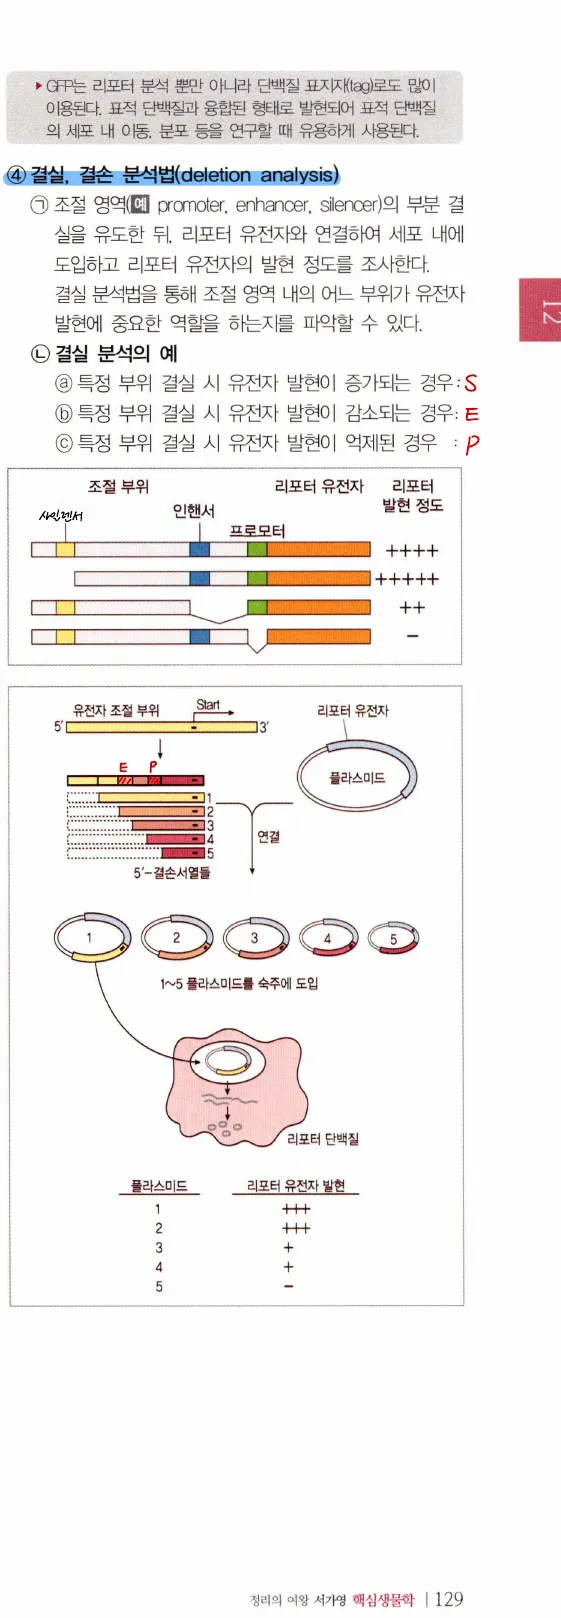 ▶ GFP는 리포터 분석 뿐만 아니라 단백질 표지자(tag)로도 많이
이용된다. 표적 단백질과 융합된 형태로 발현되어 표적 단백질
의 세포 내 이동, 분포 등을 연구할 때 유용하게 사용된다.
④ 결실, 결손 분석법(deletion analysis)
㉠ 조절 영역(예 promoter, enhancer, silencer)의 부분 결
실을 유도한 뒤, 리포터 유전자와 연결하여 세포 내에
도입하고 리포터 유전자의 발현 정도를 조사한다.
결실 분석법을 통해 조절 영역 내의 어느 부위가 유전자
발현에 중요한 역할을 하는지를 파악할 수 있다.
12
㉡ 결실 분석의 예
ⓐ 특정 부위 결실 시 유전자 발현이 증가되는 경우 : S
ⓑ 특정 부위 결실 시 유전자 발현이 감소되는 경우 : E
ⓒ 특정 부위 결실 시 유전자 발현이 억제된 경우 : P
조절 부위 리포터 유전자 리포터
발현 정도
사일렌서 인핸서
프로모터
++++
+++++
++
−
유전자 조절 부위 Start 리포터 유전자
5′ 3′
플라스미드
E P
1
2
3
4
5
연결
5′-결손서열들
1 2 3 4 5
1~5 플라스미드를 숙주에 도입
리포터 단백질
플라스미드 리포터 유전자 발현
1 +++
2 +++
3 +
4 +
5 −
정리의 여왕 서가영 핵심생물학 | 129